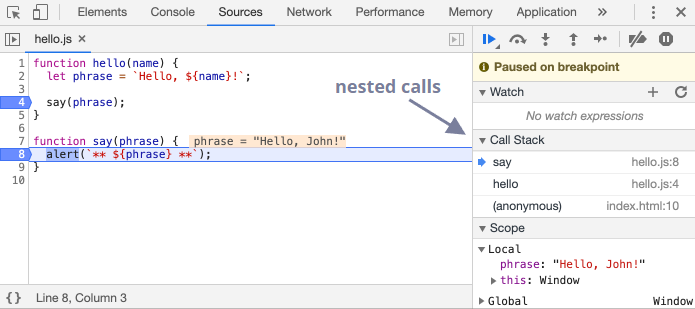 Elements Console Sources Network Performance Memory Application »
hello.js ×
1 function hello(name) {
2 let phrase = `Hello, ${name}!`;
3
4 say(phrase);
5 }
6
7 function say(phrase) { phrase = "Hello, John!"
8 alert(`** ${phrase} **`);
9 }
10
nested calls
{} Line 8, Column 3
Paused on breakpoint
Watch
No watch expressions
Call Stack
say hello.js:8
hello hello.js:4
(anonymous) index.html:10
Scope
Local
phrase: "Hello, John!"
this: Window
Global Window